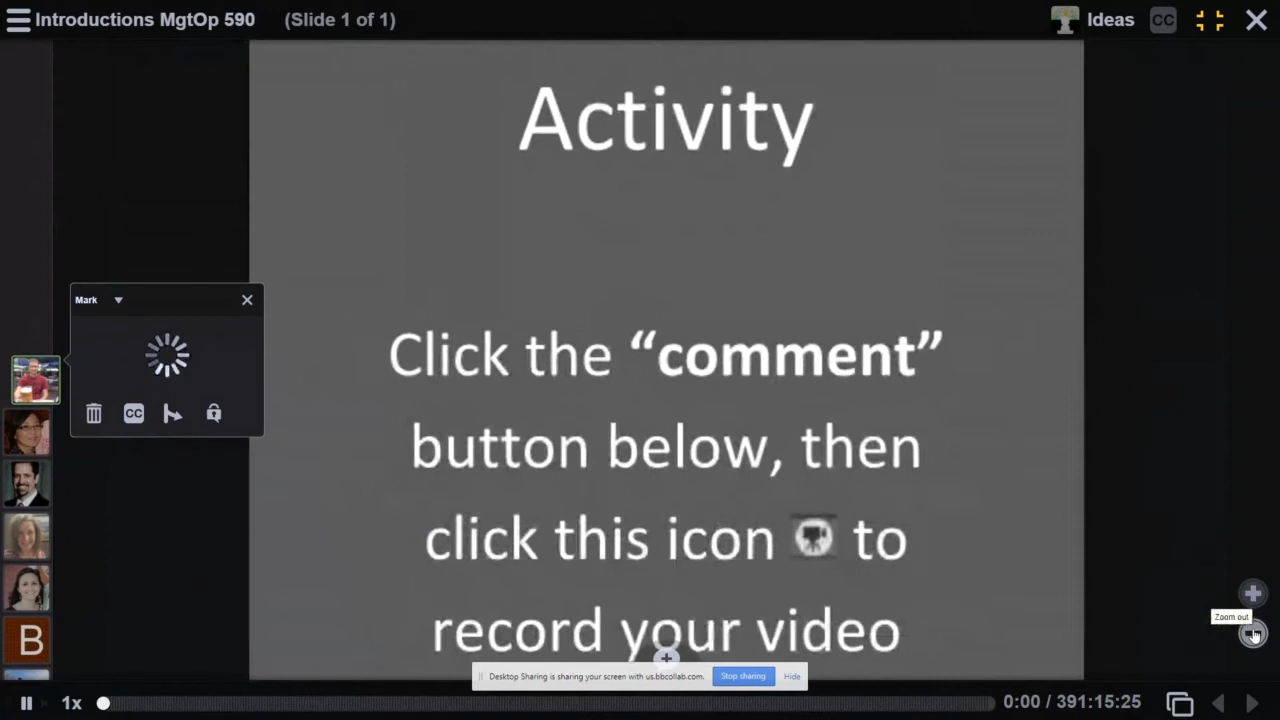 Introductions MgtOp 590 (Slide 1 of 1) Ideas CC
Activity
Mark
CC
Click the “comment”
button below, then
click this icon to
record your video
B
Zoom out
Desktop Sharing is sharing your screen with us.bbcollab.com. Stop sharing Hide
1x 0:00 / 391:15:25